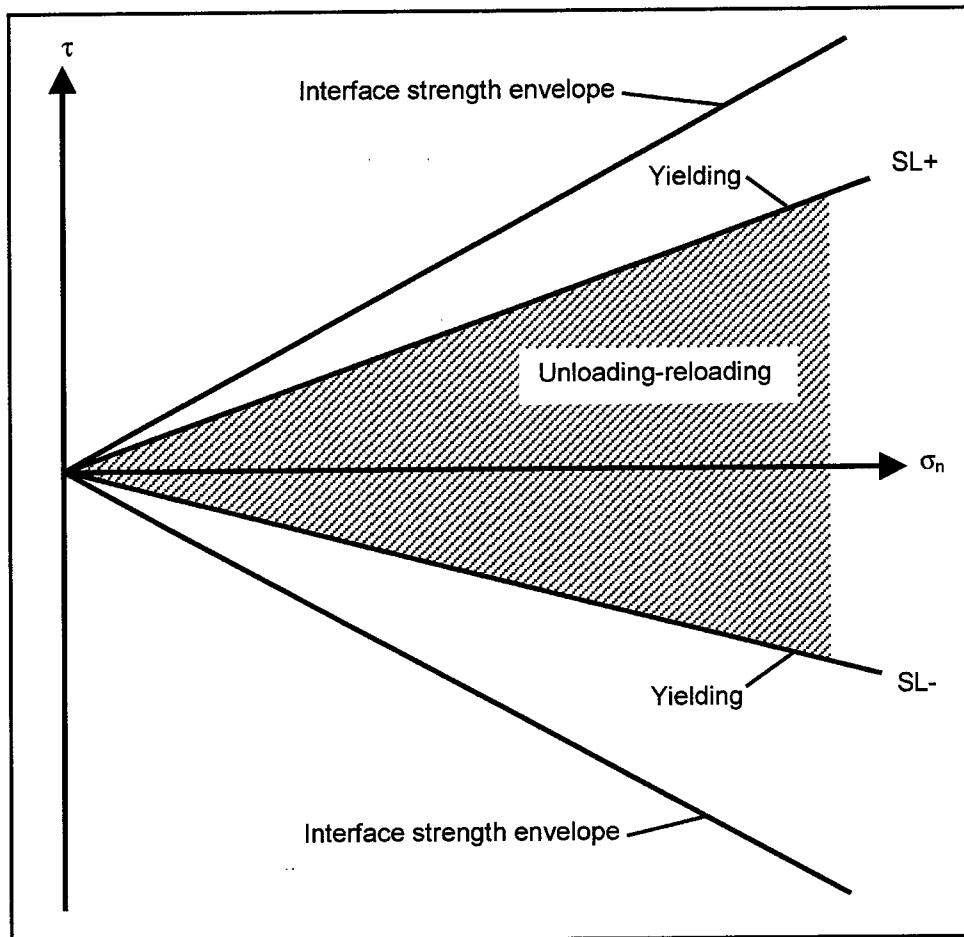 τ
Interface strength envelope
SL+
Yielding
Unloading-reloading
σₙ
SL-
Yielding
Interface strength envelope